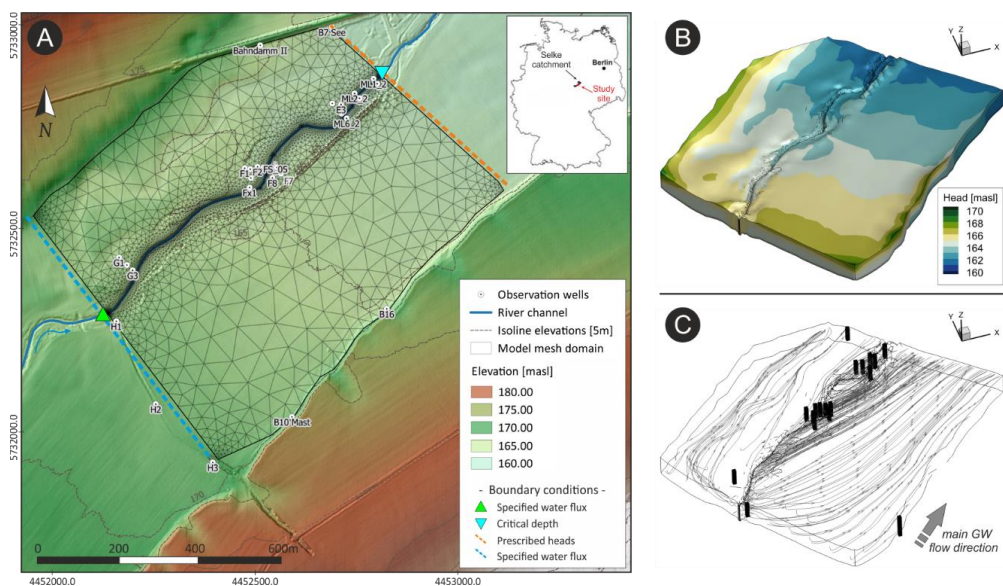 A
5733000.0
5732500.0
5732000.0
4452000.0
4452500.0
4453000.0
N
Bahndamm II
B7 See
ML1-2
ML2-2
E3
ML6-2
F8
F7
Fx1
G1
G3
H1
H2
H3
B16
B10 Mast
170
0 200 400 600m
Selke
catchment
Berlin
Study
site
Observation wells
River channel
Isoline elevations [5m]
Model mesh domain
Elevation [masl]
180.00
175.00
170.00
165.00
160.00
- Boundary conditions -
Specified water flux
Critical depth
Prescribed heads
Specified water flux
B
Y Z X
Head [masl]
170
168
166
164
162
160
C
Y Z X
main GW
flow direction